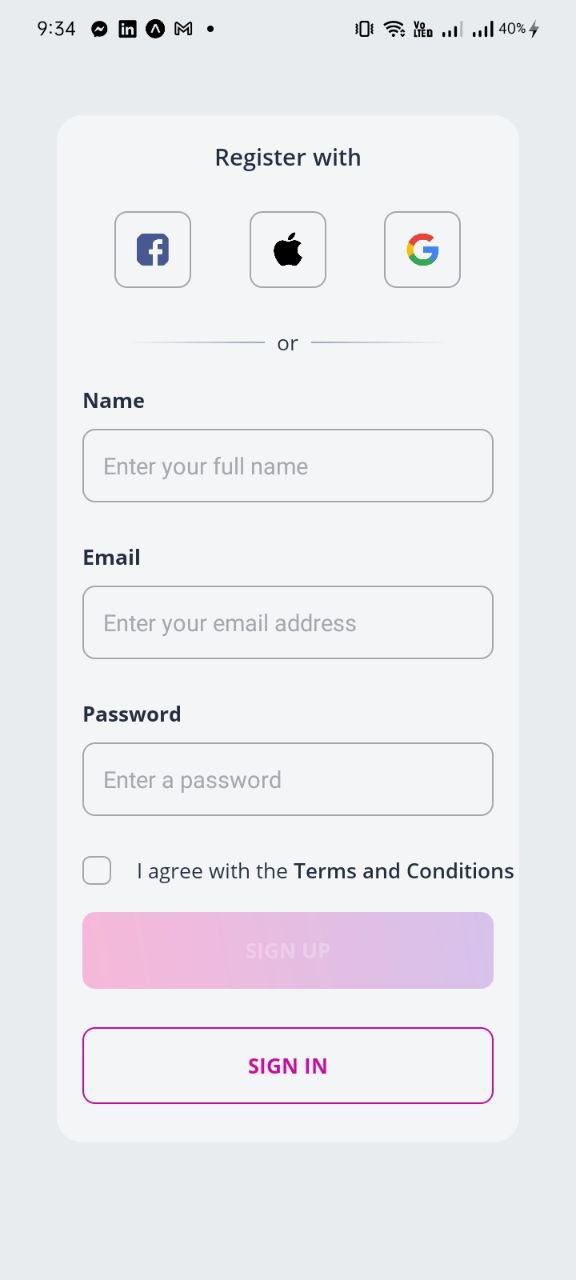 9:34 40%
Register with
or
Name
Enter your full name
Email
Enter your email address
Password
Enter a password
I agree with the Terms and Conditions
SIGN UP
SIGN IN